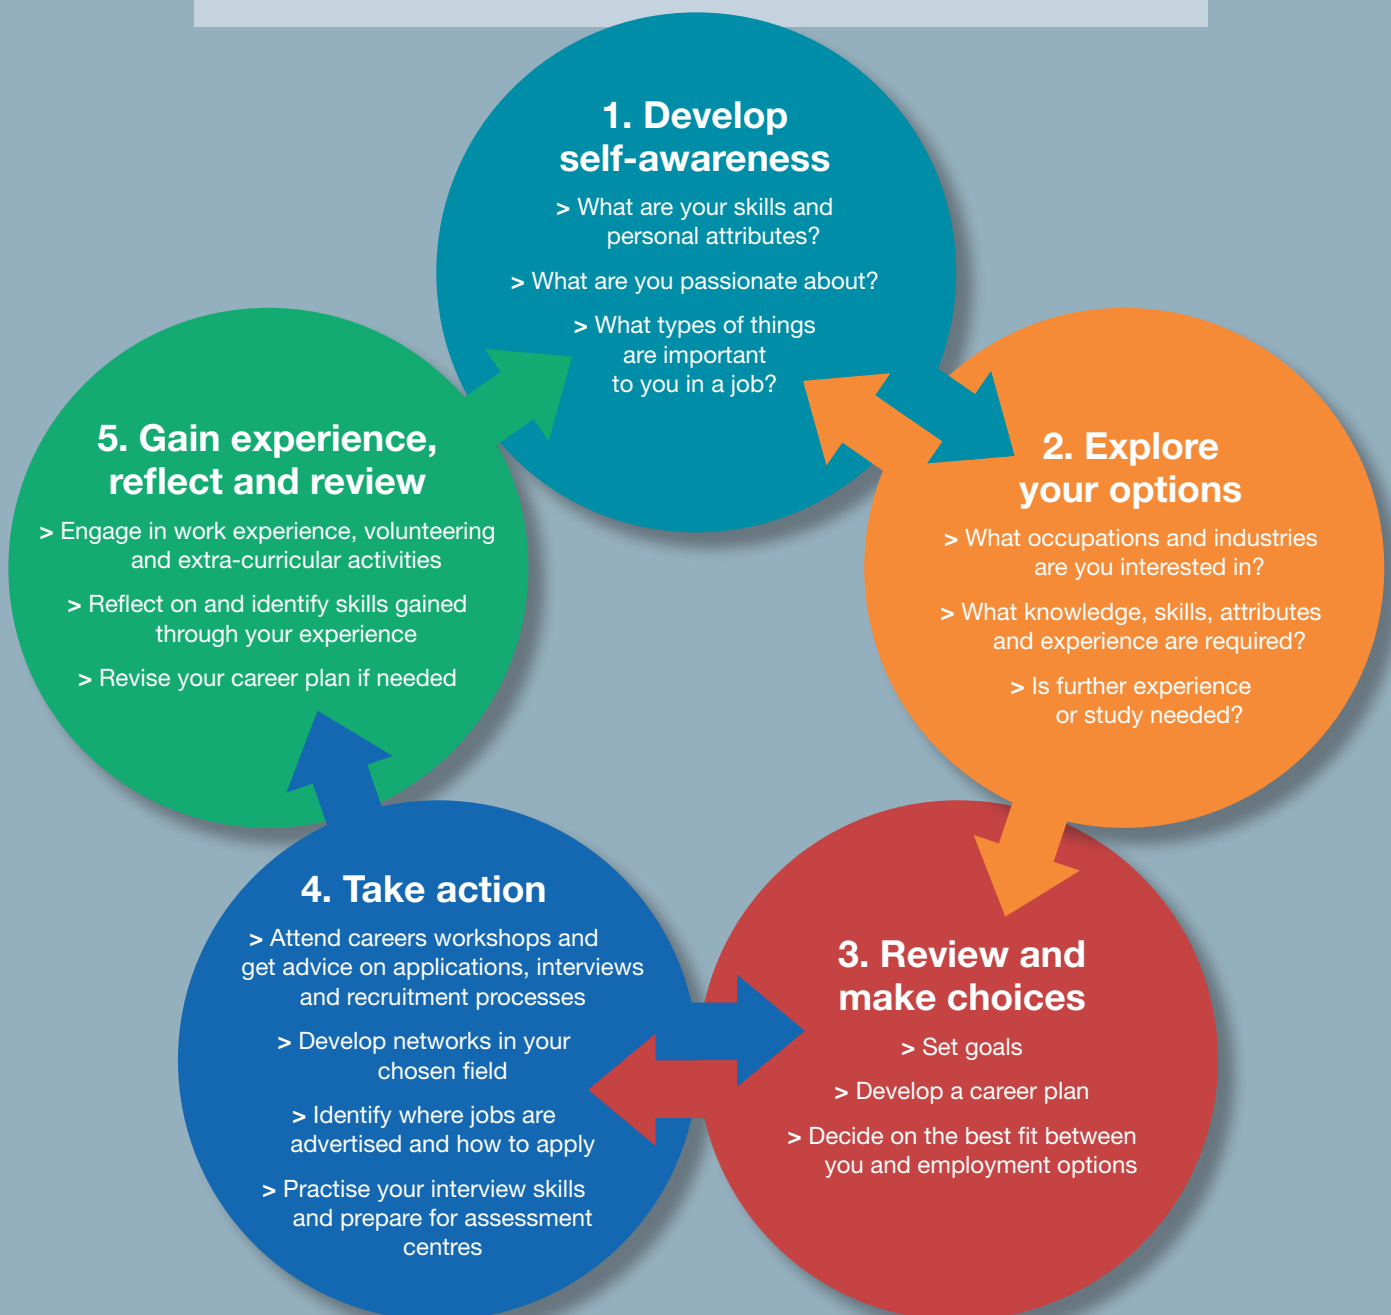 1. Develop
self-awareness
> What are your skills and
personal attributes?
> What are you passionate about?
> What types of things
are important
to you in a job?
2. Explore
your options
> What occupations and industries
are you interested in?
> What knowledge, skills, attributes
and experience are required?
> Is further experience
or study needed?
3. Review and
make choices
> Set goals
> Develop a career plan
> Decide on the best fit between
you and employment options
4. Take action
> Attend careers workshops and
get advice on applications, interviews
and recruitment processes
> Develop networks in your
chosen field
> Identify where jobs are
advertised and how to apply
> Practise your interview skills
and prepare for assessment
centres
5. Gain experience,
reflect and review
> Engage in work experience, volunteering
and extra-curricular activities
> Reflect on and identify skills gained
through your experience
> Revise your career plan if needed